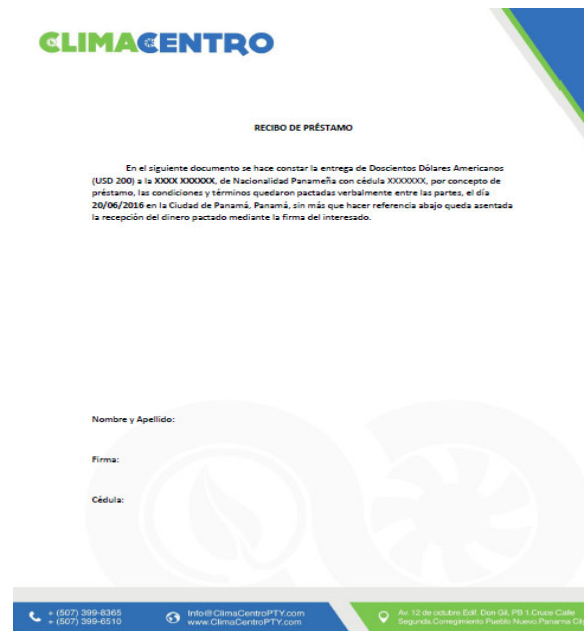 CLIMACENTRO
RECIBO DE PRÉSTAMO
En el siguiente documento se hace constar la entrega de Doscientos Dólares Americanos
(USD 200) a la XXXX XXXXXX, de Nacionalidad Panameña con cédula XXXXXXX, por concepto de
préstamo, las condiciones y términos quedaron pactadas verbalmente entre las partes, el día
20/06/2016 en la Ciudad de Panamá, Panamá, sin más que hacer referencia abajo queda asentada
la recepción del dinero pactado mediante la firma del interesado.
Nombre y Apellido:
Firma:
Cédula:
+ (507) 399-8365
+ (507) 399-6510
Info@ClimaCentroPTY.com
www.ClimaCentroPTY.com
Av. 12 de octubre Edif. Don Gil, PB 1.Cruce Calle
Segunda.Corregimiento Pueblo Nuevo.Panama